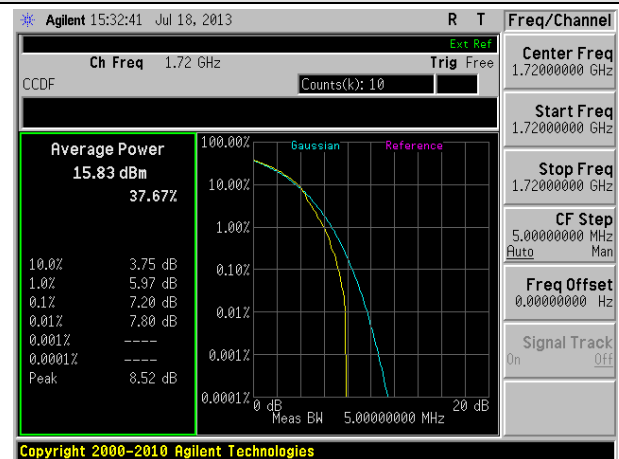 Agilent 15:32:41 Jul 18, 2013 R T
Ext Ref
Ch Freq 1.72 GHz Trig Free
CCDF Counts(k): 10
Average Power
15.83 dBm
37.67%
10.0% 3.75 dB
1.0% 5.97 dB
0.1% 7.20 dB
0.01% 7.80 dB
0.001% ----
0.0001% ----
Peak 8.52 dB
Gaussian Reference
100.00%
10.00%
1.00%
0.10%
0.01%
0.001%
0.0001%
0 dB 20 dB
Meas BW 5.00000000 MHz
Freq/Channel
Center Freq
1.72000000 GHz
Start Freq
1.72000000 GHz
Stop Freq
1.72000000 GHz
CF Step
5.00000000 MHz
Auto Man
Freq Offset
0.00000000 Hz
Signal Track
On Off
Copyright 2000-2010 Agilent Technologies